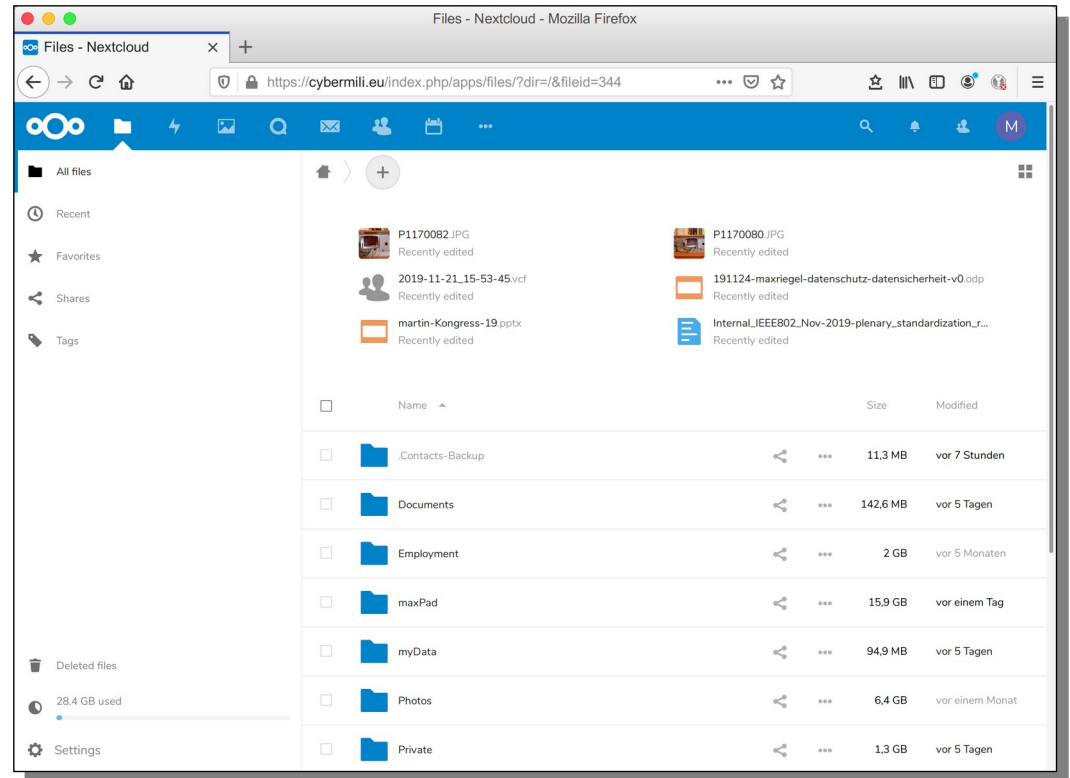 Files - Nextcloud - Mozilla Firefox
Files - Nextcloud × +
https://cybermili.eu/index.php/apps/files/?dir=/&fileid=344
M
All files
Recent
Favorites
Shares
Tags
Deleted files
28.4 GB used
Settings
+
P1170082.JPG
Recently edited
P1170080.JPG
Recently edited
2019-11-21_15-53-45.vcf
Recently edited
191124-maxriegel-datenschutz-datensicherheit-v0.odp
Recently edited
martin-Kongress-19.pptx
Recently edited
Internal_IEEE802_Nov-2019-plenary_standardization_r...
Recently edited
Name Size Modified
.Contacts-Backup 11,3 MB vor 7 Stunden
Documents 142,6 MB vor 5 Tagen
Employment 2 GB vor 5 Monaten
maxPad 15,9 GB vor einem Tag
myData 94,9 MB vor 5 Tagen
Photos 6,4 GB vor einem Monat
Private 1,3 GB vor 5 Tagen